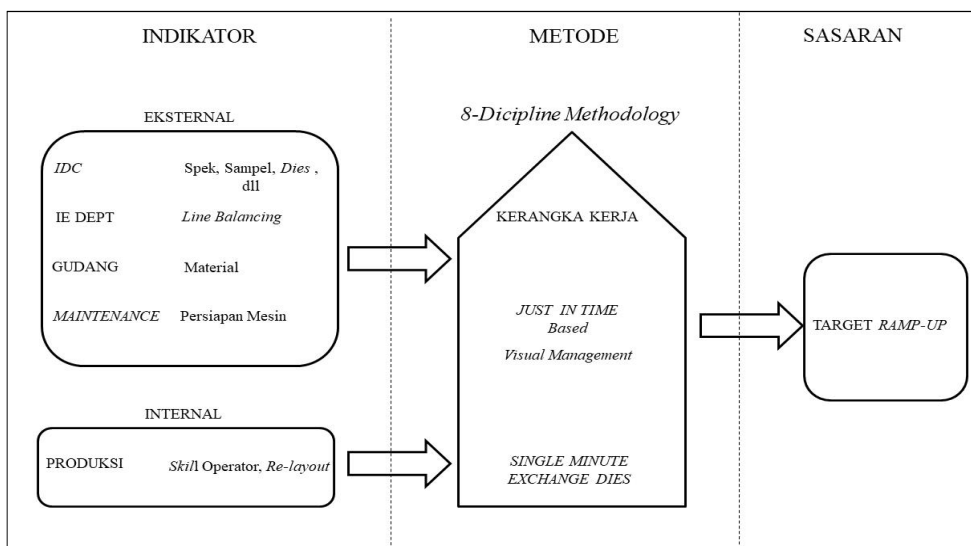 INDIKATOR
EKSTERNAL
IDC Spek, Sampel, Dies ,
dll
IE DEPT Line Balancing
GUDANG Material
MAINTENANCE Persiapan Mesin
INTERNAL
PRODUKSI Skill Operator, Re-layout
METODE
8-Dicipline Methodology
KERANGKA KERJA
JUST IN TIME
Based
Visual Management
SINGLE MINUTE
EXCHANGE DIES
SASARAN
TARGET RAMP-UP